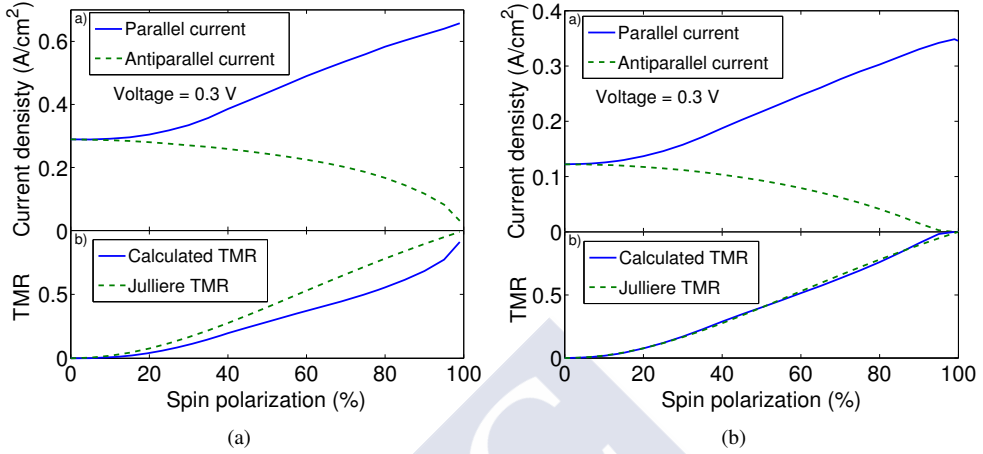 a)
Parallel current
Antiparallel current
Voltage = 0.3 V
Current densisty (A/cm²)
0.6
0.4
0.2
0
b)
Calculated TMR
Julliere TMR
TMR
0.5
0
0 20 40 60 80 100
Spin polarization (%)
(a)
0.4
a)
Parallel current
Antiparallel current
Voltage = 0.3 V
Current density (A/cm²)
0.3
0.2
0.1
0
b)
Calculated TMR
Julliere TMR
TMR
0.5
0
0 20 40 60 80 100
Spin polarization (%)
(b)